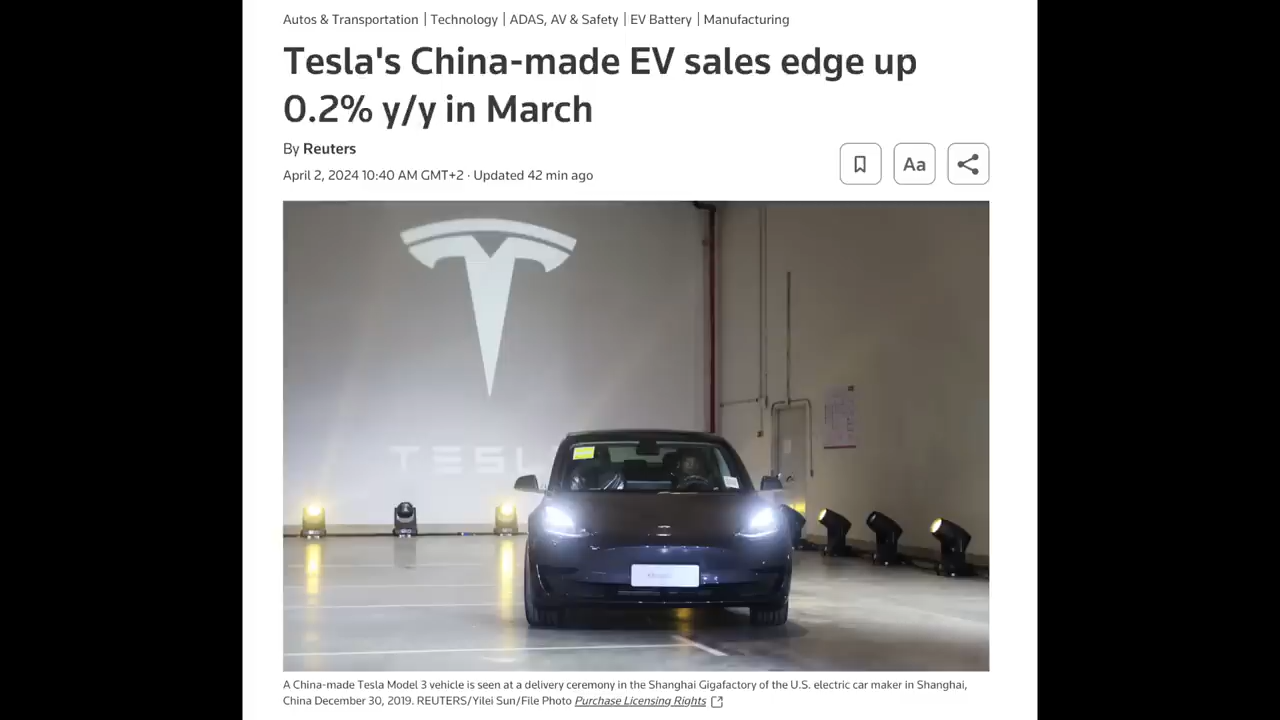 Autos & Transportation | Technology | ADAS, AV & Safety | EV Battery | Manufacturing
Tesla's China-made EV sales edge up
0.2% y/y in March
By Reuters
April 2, 2024 10:40 AM GMT+2 · Updated 42 min ago
Aa
TESL
A China-made Tesla Model 3 vehicle is seen at a delivery ceremony in the Shanghai Gigafactory of the U.S. electric car maker in Shanghai,
China December 30, 2019. REUTERS/Yilei Sun/File Photo Purchase Licensing Rights